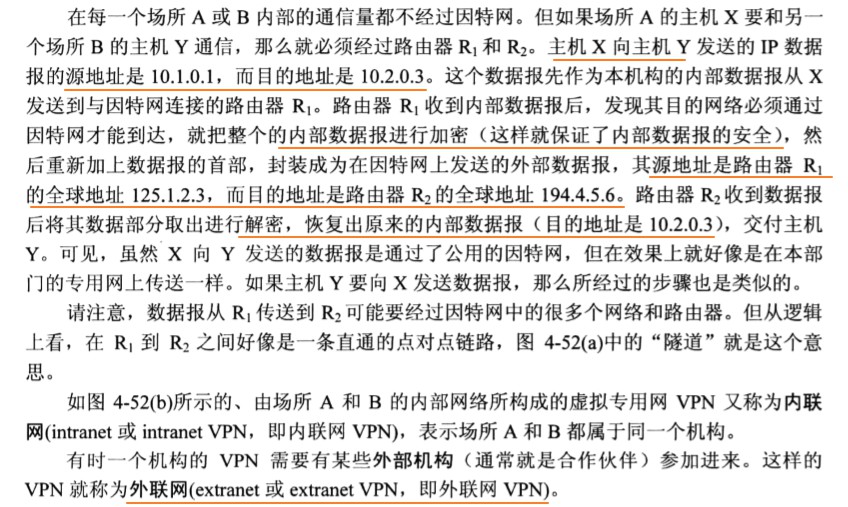 在每一个场所 A 或 B 内部的通信量都不经过因特网。但如果场所 A 的主机 X 要和另一
个场所 B 的主机 Y 通信，那么就必须经过路由器 R₁ 和 R₂。主机 X 向主机 Y 发送的 IP 数据
报的源地址是 10.1.0.1，而目的地址是 10.2.0.3。这个数据报先作为本机构的内部数据报从 X
发送到与因特网连接的路由器 R₁。路由器 R₁ 收到内部数据报后，发现其目的网络必须通过
因特网才能到达，就把整个的内部数据报进行加密（这样就保证了内部数据报的安全），然
后重新加上数据报的首部，封装成为在因特网上发送的外部数据报，其源地址是路由器 R₁
的全球地址 125.1.2.3，而目的地址是路由器 R₂ 的全球地址 194.4.5.6。路由器 R₂ 收到数据报
后将其数据部分取出进行解密，恢复出原来的内部数据报（目的地址是 10.2.0.3），交付主机
Y。可见，虽然 X 向 Y 发送的数据报是通过了公用的因特网，但在效果上就好像是在本部
门的专用网上传送一样。如果主机 Y 要向 X 发送数据报，那么所经过的步骤也是类似的。
请注意，数据报从 R₁ 传送到 R₂ 可能要经过因特网中的很多个网络和路由器。但从逻辑
上看，在 R₁ 到 R₂ 之间好像是一条直通的点对点链路，图 4-52(a)中的“隧道”就是这个意
思。
如图 4-52(b)所示的、由场所 A 和 B 的内部网络所构成的虚拟专用网 VPN 又称为内联
网(intranet 或 intranet VPN，即内联网 VPN)，表示场所 A 和 B 都属于同一个机构。
有时一个机构的 VPN 需要有某些外部机构（通常就是合作伙伴）参加进来。这样的
VPN 就称为外联网(extranet 或 extranet VPN，即外联网 VPN)。